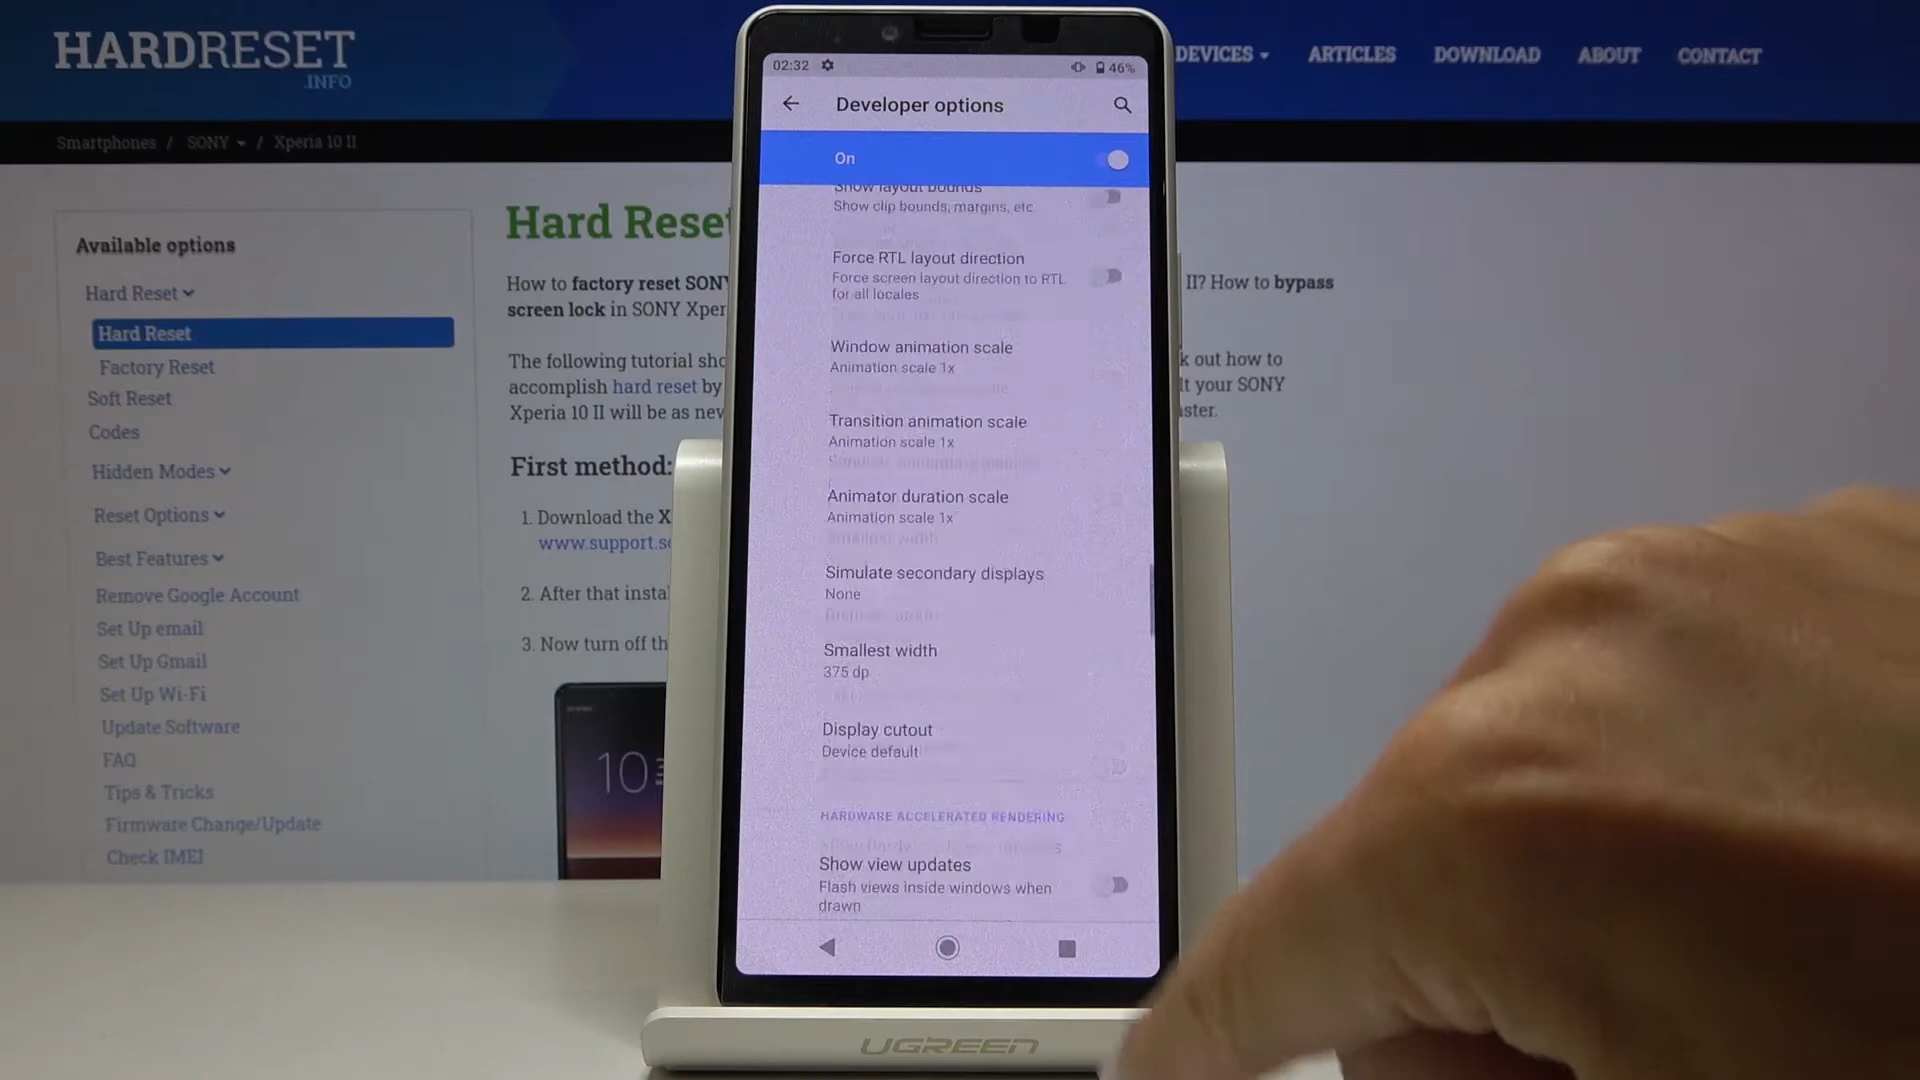 HARDRESET
.INFO
DEVICES
ARTICLES
DOWNLOAD
ABOUT
CONTACT
Smartphones / SONY / Xperia 10 II
Available options
Hard Reset
Hard Reset
Factory Reset
Soft Reset
Codes
Hidden Modes
Reset Options
Best Features
Remove Google Account
Set Up email
Set Up Gmail
Set Up Wi-Fi
Update Software
FAQ
Tips & Tricks
Firmware Change/Update
Check IMEI
Hard Reset
How to factory reset SONY
II? How to bypass
screen lock in SONY Xper
The following tutorial sho
k out how to
accomplish hard reset by
lt your SONY
Xperia 10 II will be as new
ster.
First method:
1. Download the X
www.support.so
2. After that insta
3. Now turn off th
02:32
46%
Developer options
On
Show layout bounds
Show clip bounds, margins, etc
Force RTL layout direction
Force screen layout direction to RTL
for all locales
Window animation scale
Animation scale 1x
Transition animation scale
Animation scale 1x
Animator duration scale
Animation scale 1x
Simulate secondary displays
None
Smallest width
375 dp
Display cutout
Device default
HARDWARE ACCELERATED RENDERING
Show view updates
Flash views inside windows when
drawn
UGREEN